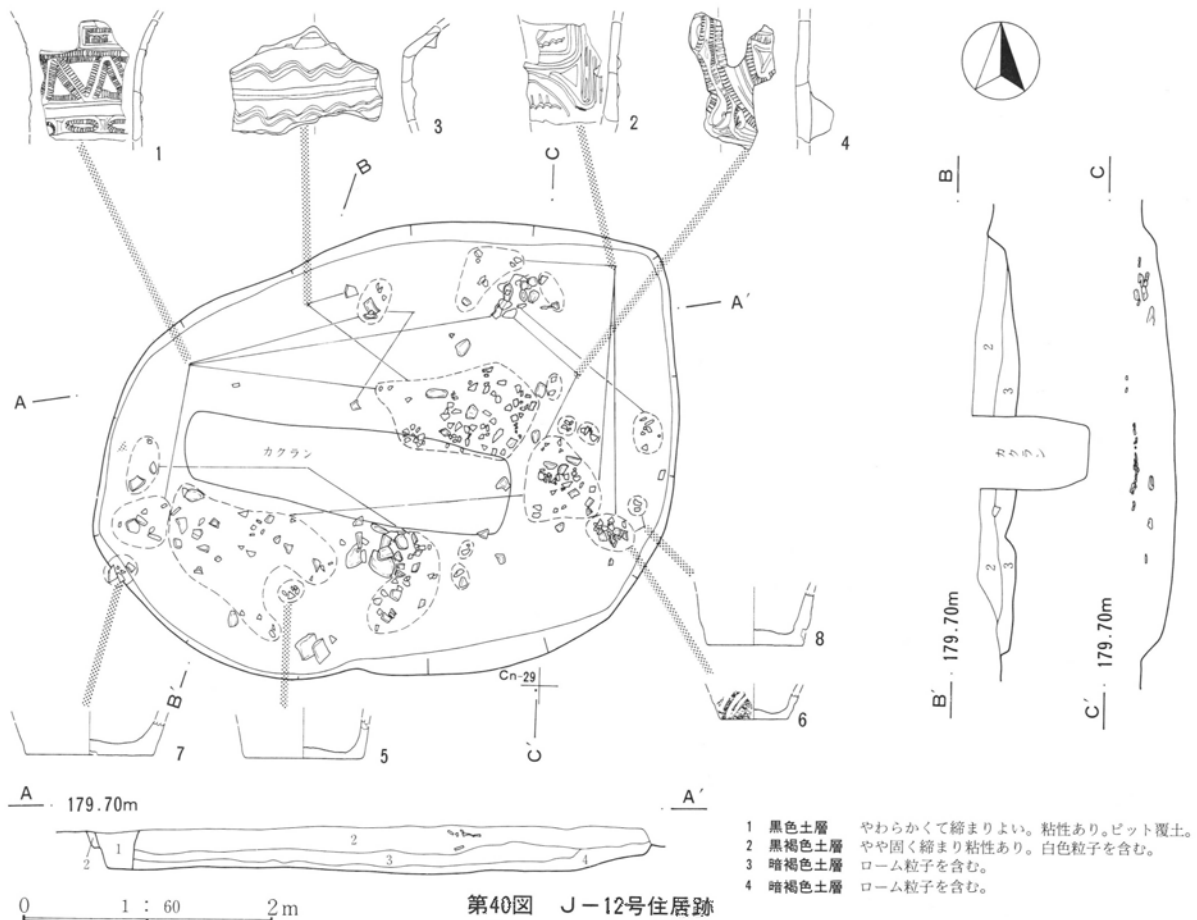 1
3
2
4
B
C
A
A′
カクラン
8
Cn-29
6
B′
C′
7
5
B
C
2
3
カクラン
2
3
B′ 179.70m
C′ 179.70m
A 179.70m A′
2
1
2
3
4
1 黒色土層 やわらかくて締まりよい。粘性あり。ピット覆土。
2 黒褐色土層 やや固く締まり粘性あり。白色粒子を含む。
3 暗褐色土層 ローム粒子を含む。
4 暗褐色土層 ローム粒子を含む。
0 1 : 60 2m
第40図 J-12号住居跡